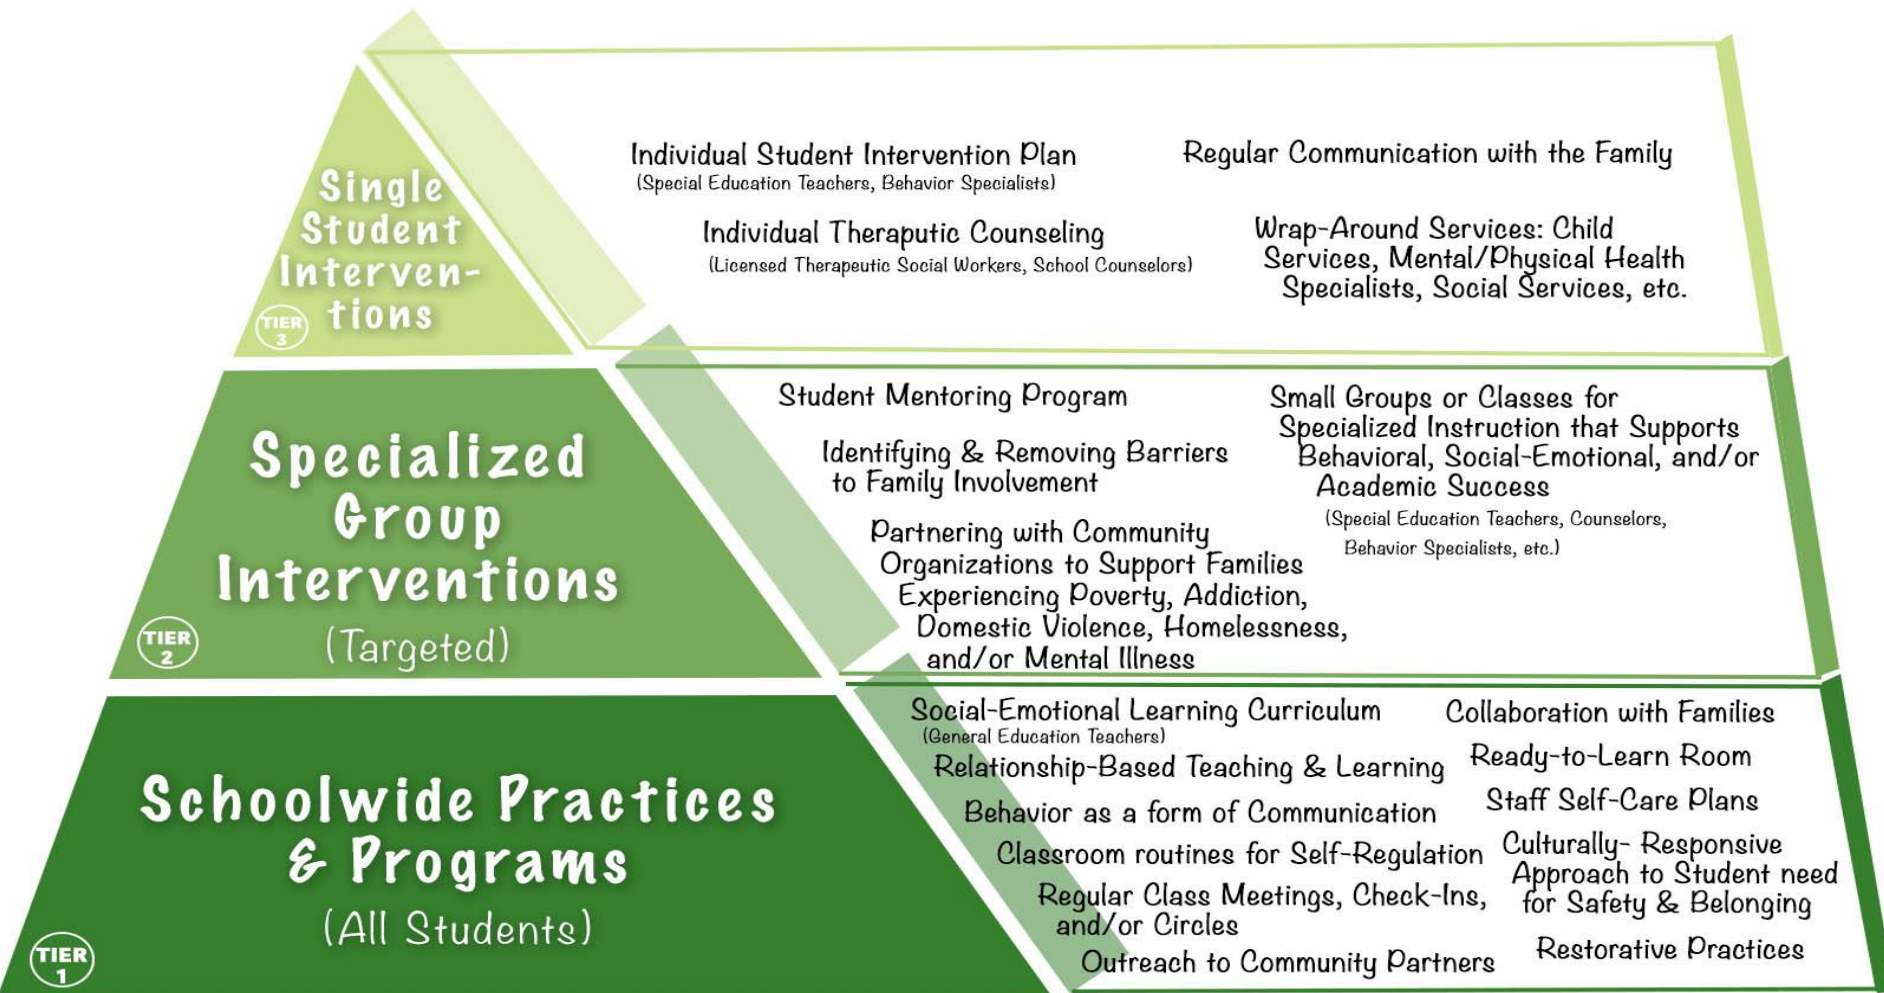 Single
Student
Interven-
tions
TIER
3
Individual Student Intervention Plan
(Special Education Teachers, Behavior Specialists)
Individual Theraputic Counseling
(Licensed Therapeutic Social Workers, School Counselors)
Regular Communication with the Family
Wrap-Around Services: Child
Services, Mental/Physical Health
Specialists, Social Services, etc.
Specialized
Group
Interventions
(Targeted)
TIER
2
Student Mentoring Program
Identifying & Removing Barriers
to Family Involvement
Partnering with Community
Organizations to Support Families
Experiencing Poverty, Addiction,
Domestic Violence, Homelessness,
and/or Mental Illness
Small Groups or Classes for
Specialized Instruction that Supports
Behavioral, Social-Emotional, and/or
Academic Success
(Special Education Teachers, Counselors,
Behavior Specialists, etc.)
Schoolwide Practices
& Programs
(All Students)
TIER
1
Social-Emotional Learning Curriculum
(General Education Teachers)
Relationship-Based Teaching & Learning
Behavior as a form of Communication
Classroom routines for Self-Regulation
Regular Class Meetings, Check-Ins,
and/or Circles
Outreach to Community Partners
Collaboration with Families
Ready-to-Learn Room
Staff Self-Care Plans
Culturally- Responsive
Approach to Student need
for Safety & Belonging
Restorative Practices